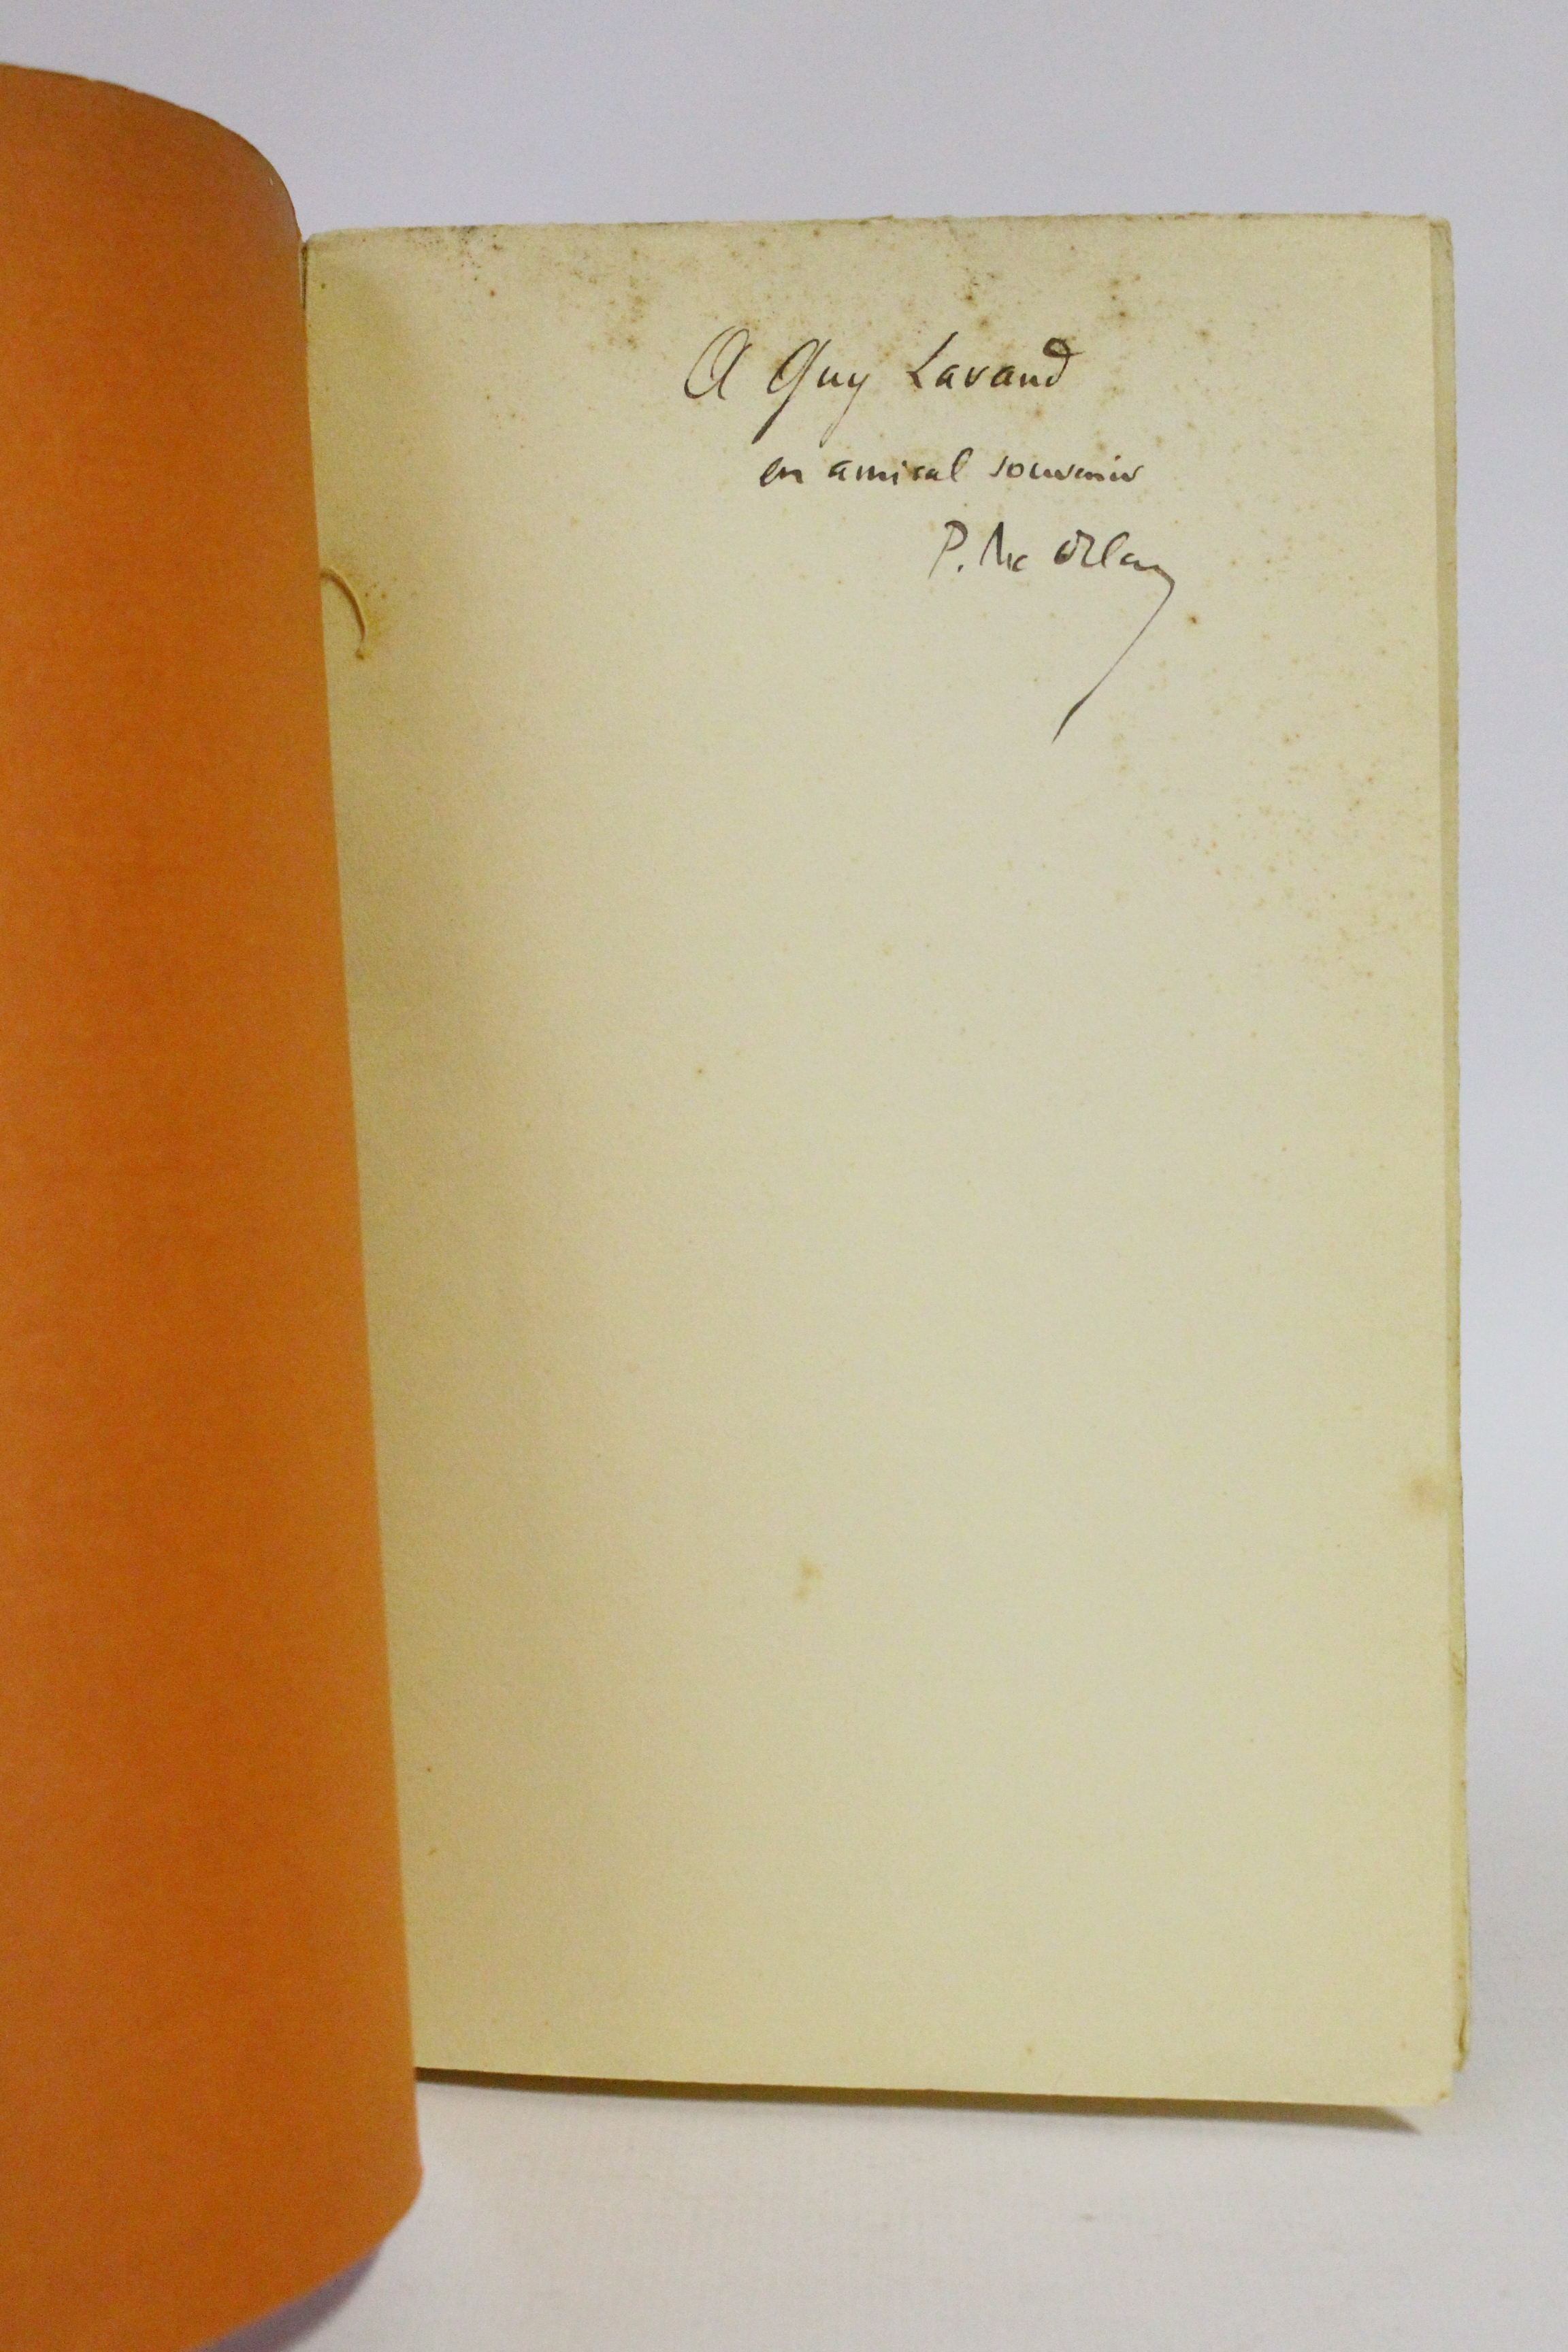 A Guy Lavaud
en amical souvenir
P. Mac Orlan